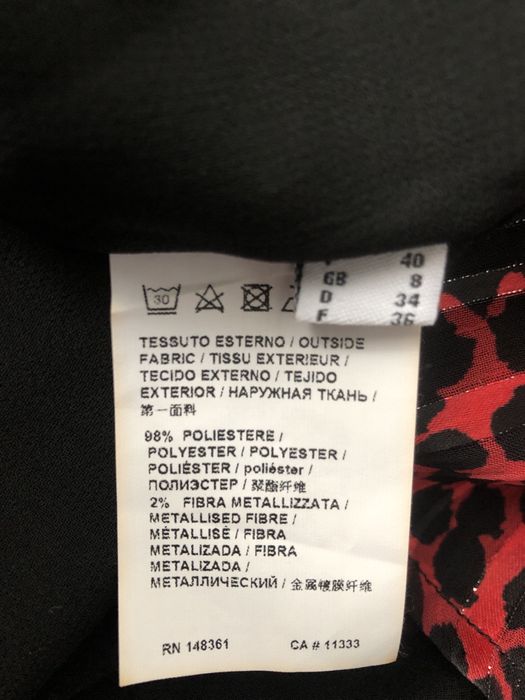 40
GB 8
D 34
F 36
30
TESSUTO ESTERNO / OUTSIDE
FABRIC / TISSU EXTERIEUR /
TECIDO EXTERNO / TEJIDO
EXTERIOR / НАРУЖНАЯ ТКАНЬ /
第一面料
98% POLIESTERE /
POLYESTER / POLYESTER /
POLIÉSTER / poliéster /
ПОЛИЭСТЕР / 聚酯纤维
2% FIBRA METALLIZZATA /
METALLISED FIBRE /
MÉTALLISÉ / FIBRA
METALIZADA / FIBRA
METALIZADA /
МЕТАЛЛИЧЕСКИЙ / 金属镀膜纤维
RN 148361 CA # 11333